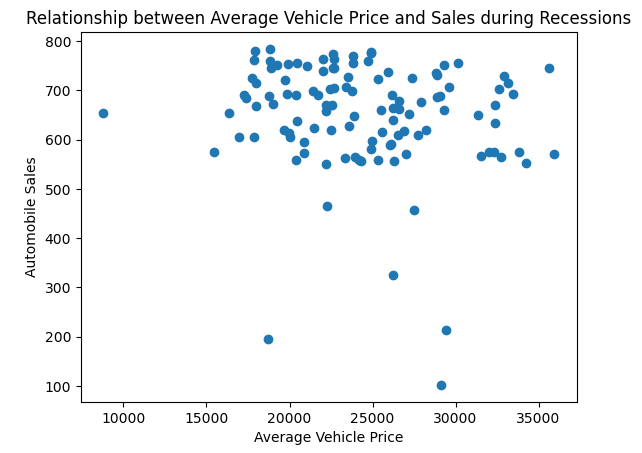 Relationship between Average Vehicle Price and Sales during Recessions
800
700
600
500
400
300
200
100
Automobile Sales
10000 15000 20000 25000 30000 35000
Average Vehicle Price